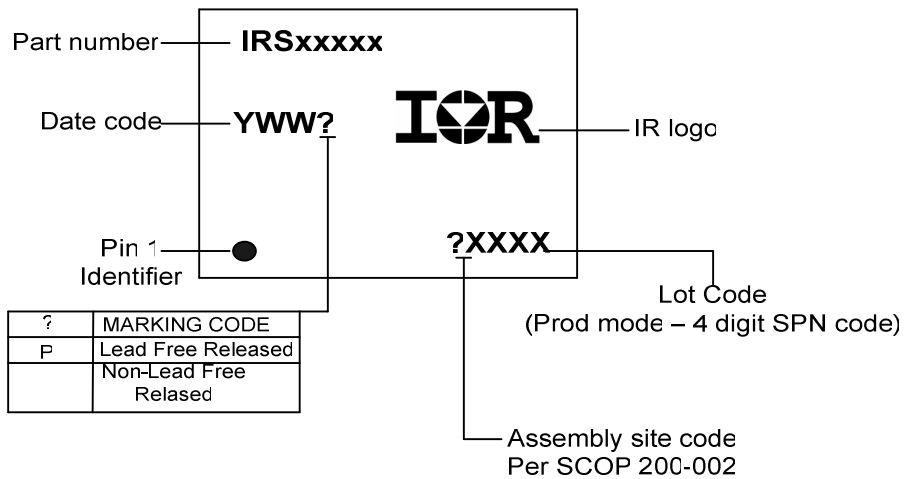 Part number
IRSxxxxx
Date code
YWW?
IOR
IR logo
Pin 1
Identifier
?XXXX
Lot Code
(Prod mode – 4 digit SPN code)
? MARKING CODE
P Lead Free Released
Non-Lead Free
Relased
Assembly site code
Per SCOP 200-002